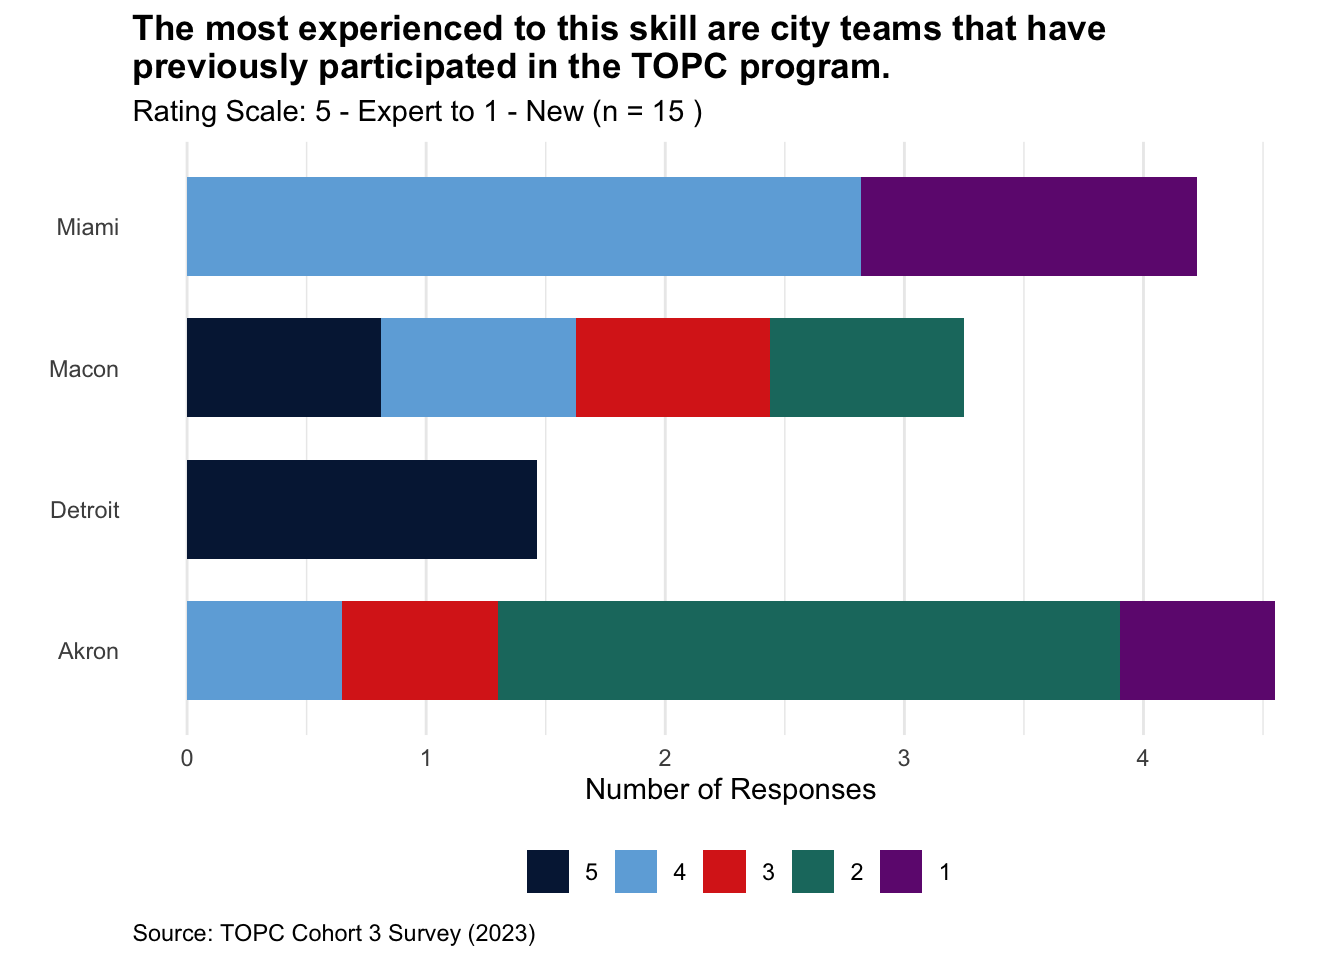 The most experienced to this skill are city teams that have
previously participated in the TOPC program.
Rating Scale: 5 - Expert to 1 - New (n = 15 )
Miami
Macon
Detroit
Akron
0 1 2 3 4
Number of Responses
5 4 3 2 1
Source: TOPC Cohort 3 Survey (2023)